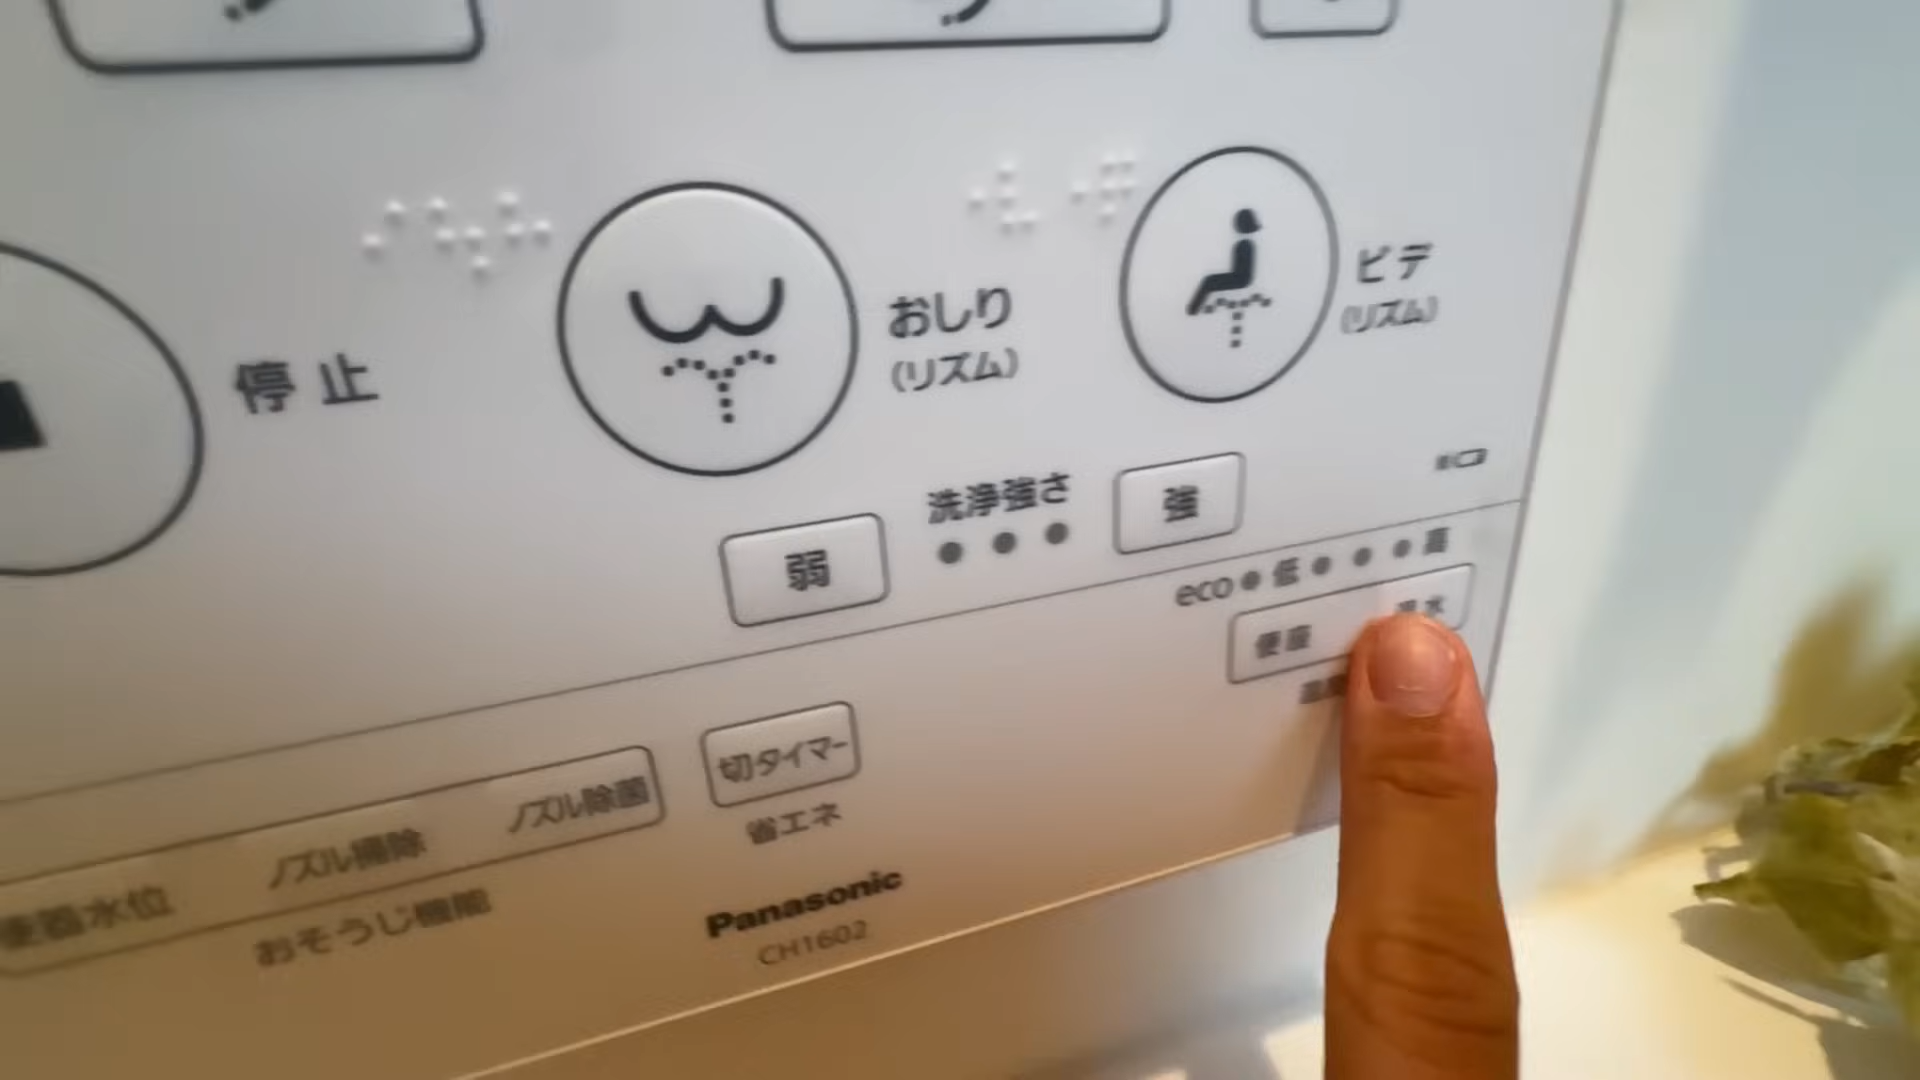 停止
おしり
(リズム)
ビデ
(リズム)
洗浄強さ
弱
強
eco 低 高
便座
切タイマー
省エネ
ノズル除菌
ノズル掃除
便器水位
おそうじ機能
Panasonic
CH1602